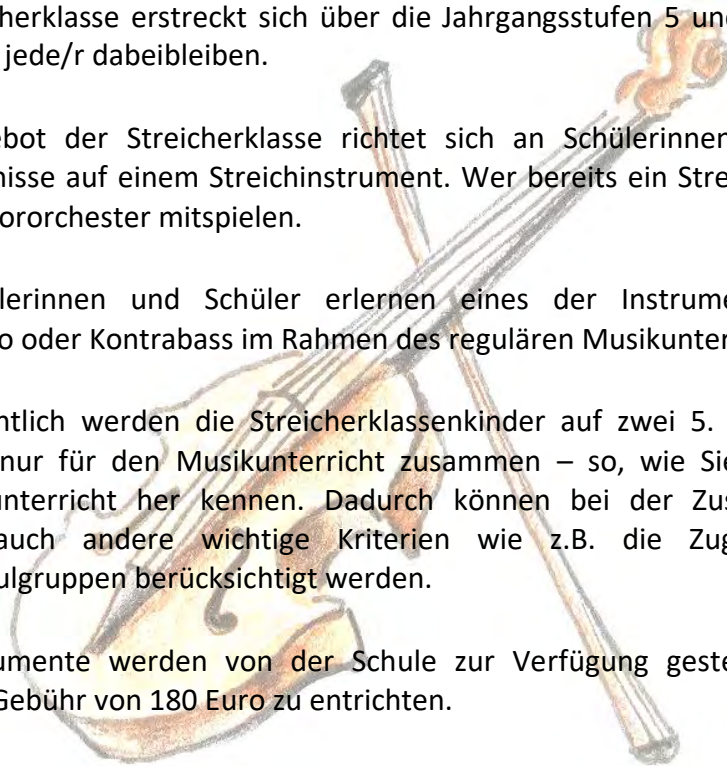 cherklasse erstreckt sich über die Jahrgangsstufen 5 und
jede/r dabeibleiben.
ebot der Streicherklasse richtet sich an Schülerinnen
nisse auf einem Streichinstrument. Wer bereits ein Stre
ororchester mitspielen.
lerinnen und Schüler erlernen eines der Instrume
o oder Kontrabass im Rahmen des regulären Musikunter
ntlich werden die Streicherklassenkinder auf zwei 5.
nur für den Musikunterricht zusammen – so, wie Sie
unterricht her kennen. Dadurch können bei der Zus
auch andere wichtige Kriterien wie z.B. die Zug
ulgruppen berücksichtigt werden.
umente werden von der Schule zur Verfügung geste
Gebühr von 180 Euro zu entrichten.